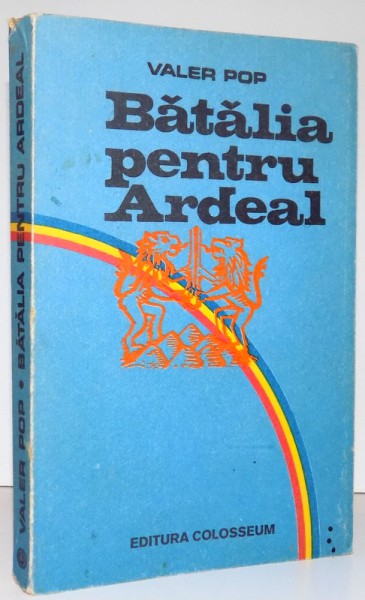 VALER POP
Bătălia
pentru
Ardeal
EDITURA COLOSSEUM
VALER POP • BĂTĂLIA PENTRU ARDEAL